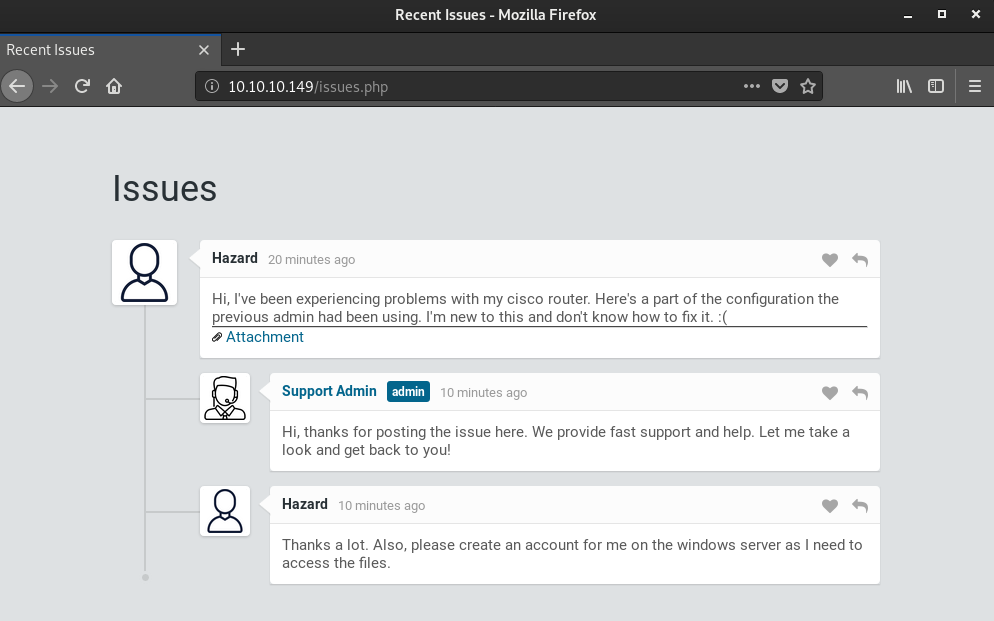 Recent Issues - Mozilla Firefox
Recent Issues
10.10.10.149/issues.php
Issues
Hazard 20 minutes ago
Hi, I've been experiencing problems with my cisco router. Here's a part of the configuration the
previous admin had been using. I'm new to this and don't know how to fix it. :(
Attachment
Support Admin admin 10 minutes ago
Hi, thanks for posting the issue here. We provide fast support and help. Let me take a
look and get back to you!
Hazard 10 minutes ago
Thanks a lot. Also, please create an account for me on the windows server as I need to
access the files.